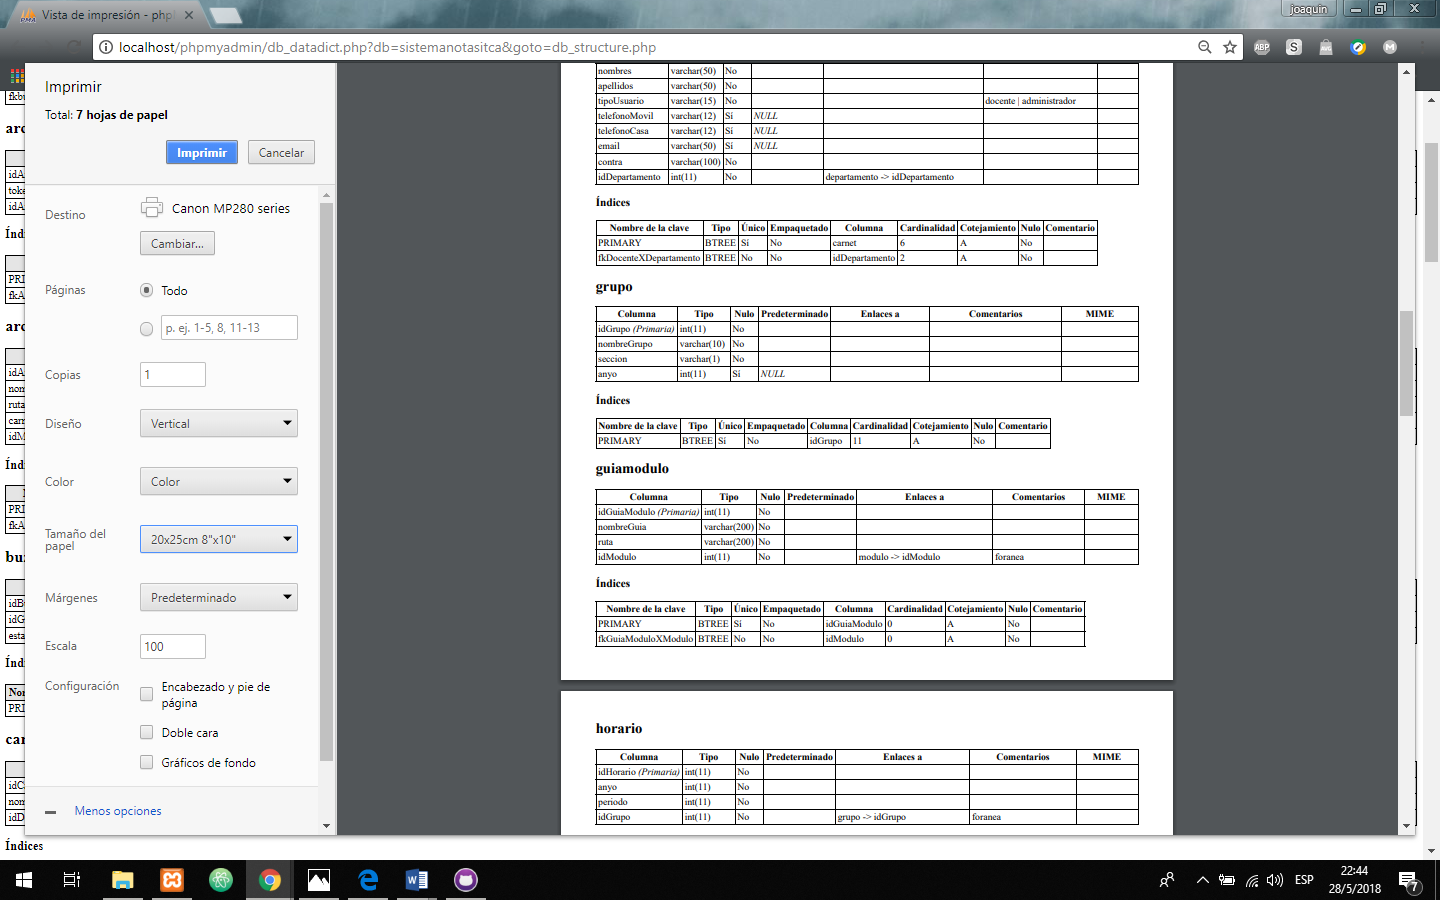 Vista de impresión - php
joaquin
localhost/phpmyadmin/db_datadict.php?db=sistemanotasitca&goto=db_structure.php
Imprimir
Total: 7 hojas de papel
Imprimir Cancelar
Destino Canon MP280 series
Cambiar...
Páginas Todo
p. ej. 1-5, 8, 11-13
Copias 1
Diseño Vertical
Color Color
Tamaño del papel 20x25cm 8"x10"
Márgenes Predeterminado
Escala 100
Configuración Encabezado y pie de
página
Doble cara
Gráficos de fondo
Menos opciones
Índices
nombres varchar(50) No
apellidos varchar(50) No
tipoUsuario varchar(15) No docente | administrador
telefonoMovil varchar(12) Sí NULL
telefonoCasa varchar(12) Sí NULL
email varchar(50) Sí NULL
contra varchar(100) No
idDepartamento int(11) No departamento -> idDepartamento
Índices
Nombre de la clave Tipo Único Empaquetado Columna Cardinalidad Cotejamiento Nulo Comentario
PRIMARY BTREE Sí No carnet 6 A No
fkDocenteXDepartamento BTREE No No idDepartamento 2 A No
grupo
Columna Tipo Nulo Predeterminado Enlaces a Comentarios MIME
idGrupo (Primaria) int(11) No
nombreGrupo varchar(10) No
seccion varchar(1) No
anyo int(11) Sí NULL
Índices
Nombre de la clave Tipo Único Empaquetado Columna Cardinalidad Cotejamiento Nulo Comentario
PRIMARY BTREE Sí No idGrupo 11 A No
guiamodulo
Columna Tipo Nulo Predeterminado Enlaces a Comentarios MIME
idGuiaModulo (Primaria) int(11) No
nombreGuia varchar(200) No
ruta varchar(200) No
idModulo int(11) No modulo -> idModulo foranea
Índices
Nombre de la clave Tipo Único Empaquetado Columna Cardinalidad Cotejamiento Nulo Comentario
PRIMARY BTREE Sí No idGuiaModulo 0 A No
fkGuiaModuloXModulo BTREE No No idModulo 0 A No
horario
Columna Tipo Nulo Predeterminado Enlaces a Comentarios MIME
idHorario (Primaria) int(11) No
anyo int(11) No
periodo int(11) No
idGrupo int(11) No grupo -> idGrupo foranea
ESP
22:44
28/5/2018
7